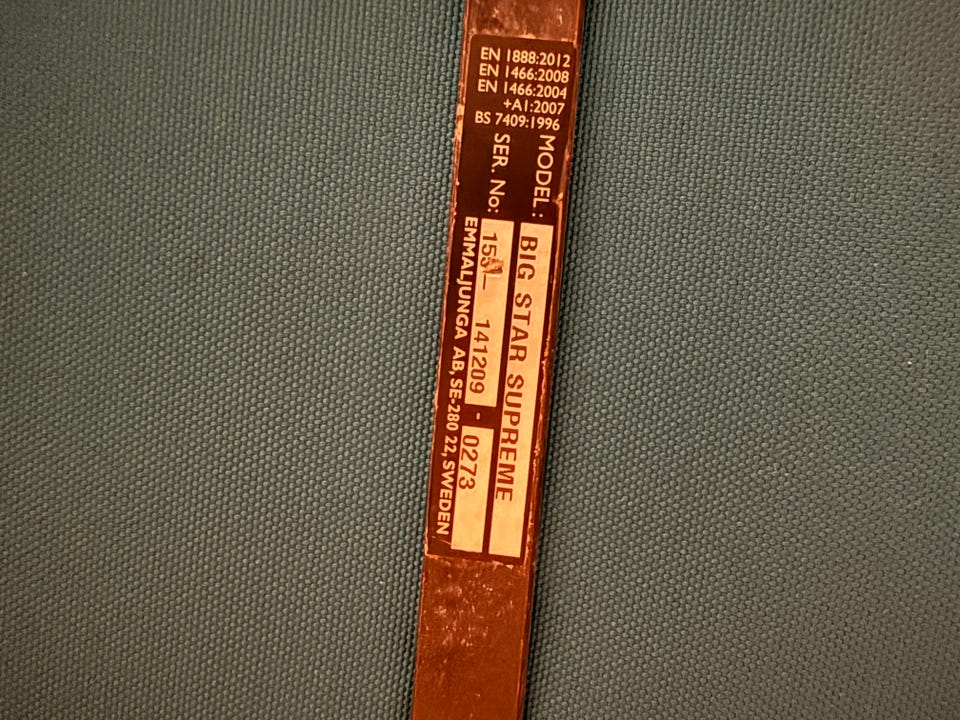 EN 1888:2012
EN 1466:2008
EN 1466:2004
+A1:2007
BS 7409:1996
MODEL: BIG STAR SUPREME
SER. No: 141209 - 0273
EMMALJUNGA AB, SE-280 22, SWEDEN